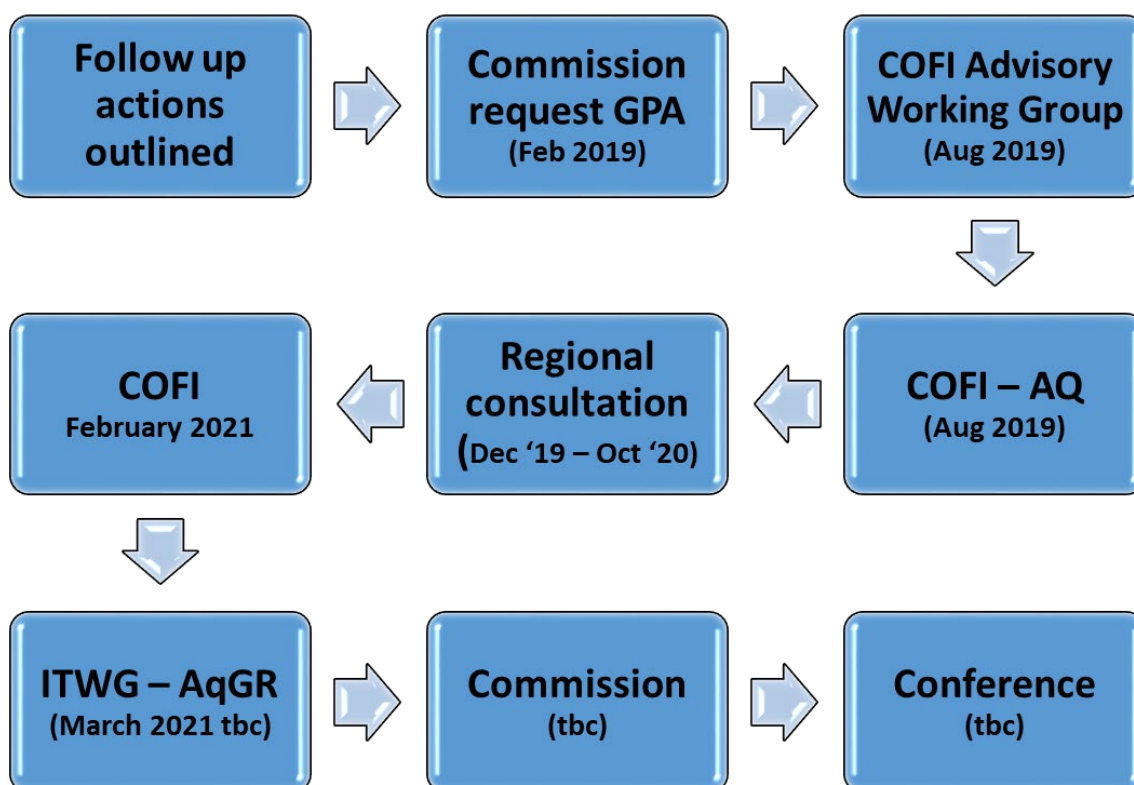 Follow up
actions
outlined
Commission
request GPA
(Feb 2019)
COFI Advisory
Working Group
(Aug 2019)
COFI – AQ
(Aug 2019)
Regional
consultation
(Dec ‘19 – Oct ‘20)
COFI
February 2021
ITWG – AqGR
(March 2021 tbc)
Commission
(tbc)
Conference
(tbc)